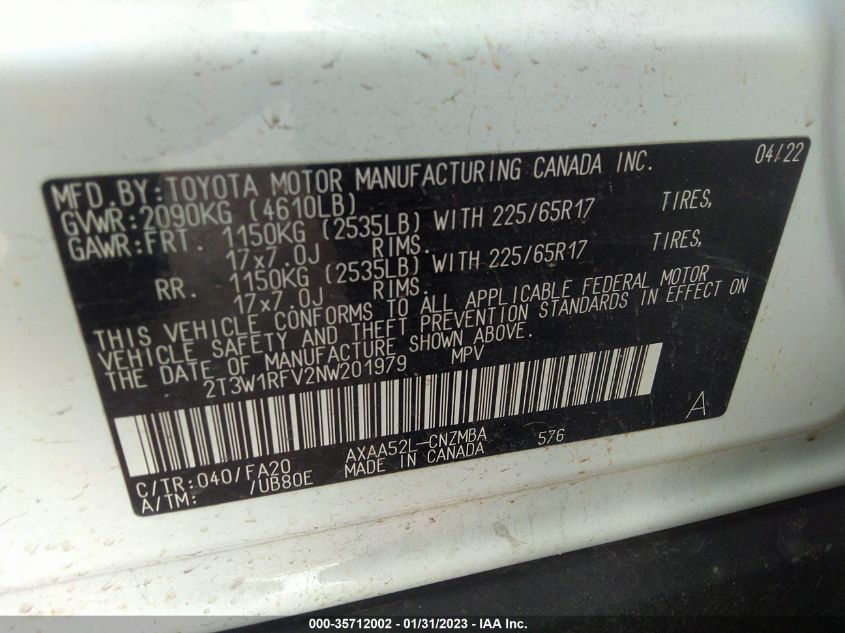 MFD. BY: TOYOTA MOTOR MANUFACTURING CANADA INC. 04/22
GVWR: 2090KG (4610LB)
GAWR: FRT. 1150KG (2535LB) WITH 225/65R17 TIRES,
17x7.0J RIMS.
RR. 1150KG (2535LB) WITH 225/65R17 TIRES,
17x7.0J RIMS.
THIS VEHICLE CONFORMS TO ALL APPLICABLE FEDERAL MOTOR
VEHICLE SAFETY AND THEFT PREVENTION STANDARDS IN EFFECT ON
THE DATE OF MANUFACTURE SHOWN ABOVE.
2T3W1RFV2NW201979 MPV
A
C/TR: 040/FA20 AXAA52L-CNZMBA 576
A/TM: /UB80E MADE IN CANADA
000-35712002 - 01/31/2023 - IAA Inc.